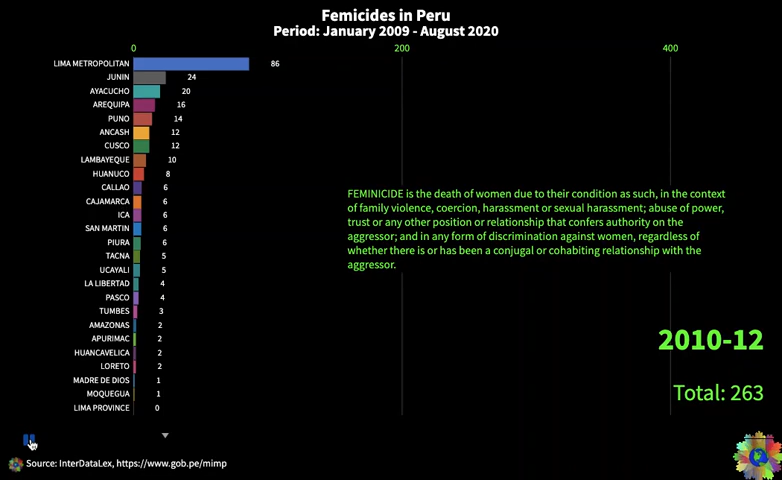 Femicides in Peru
Period: January 2009 - August 2020
0 200 400
LIMA METROPOLITAN 86
JUNIN 24
AYACUCHO 20
AREQUIPA 16
PUNO 14
ANCASH 12
CUSCO 12
LAMBAYEQUE 10
HUANUCO 8
CALLAO 6
CAJAMARCA 6
ICA 6
SAN MARTIN 6
PIURA 6
TACNA 5
UCAYALI 5
LA LIBERTAD 4
PASCO 4
TUMBES 3
AMAZONAS 2
APURIMAC 2
HUANCAVELICA 2
LORETO 2
MADRE DE DIOS 1
MOQUEGUA 1
LIMA PROVINCE 0
FEMINICIDE is the death of women due to their condition as such, in the context
of family violence, coercion, harassment or sexual harassment; abuse of power,
trust or any other position or relationship that confers authority on the
aggressor; and in any form of discrimination against women, regardless of
whether there is or has been a conjugal or cohabiting relationship with the
aggressor.
2010-12
Total: 263
Source: InterDataLex, https://www.gob.pe/mimp